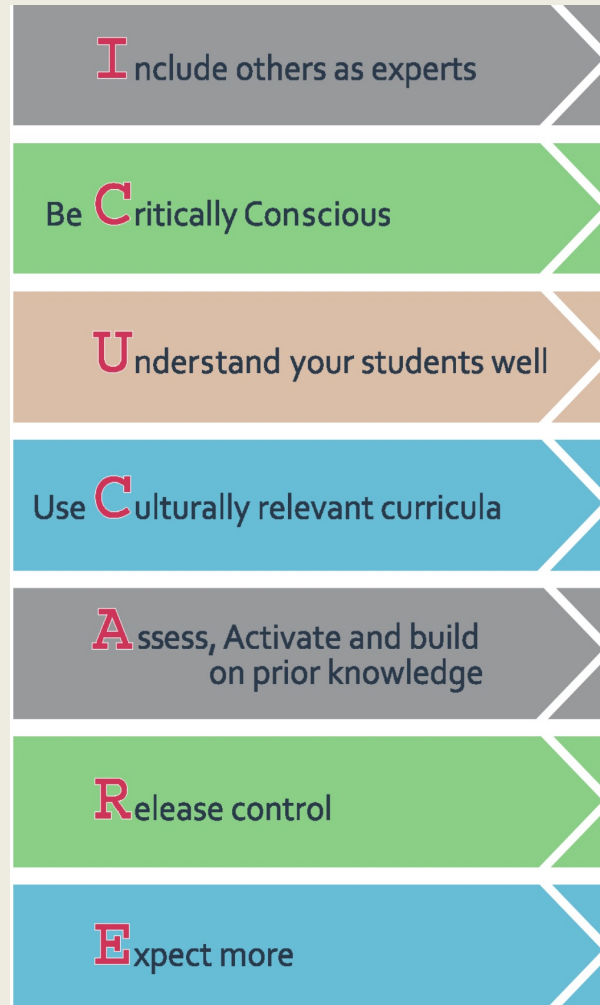 Include others as experts
Be Critically Conscious
Understand your students well
Use Culturally relevant curricula
Assess, Activate and build
on prior knowledge
Release control
Expect more